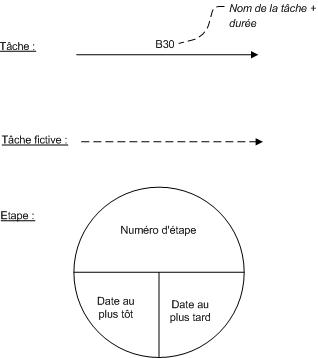 Nom de la tâche +
durée
B30
Tâche :
Tâche fictive :
Etape :
Numéro d'étape
Date au
plus tôt
Date au
plus tard